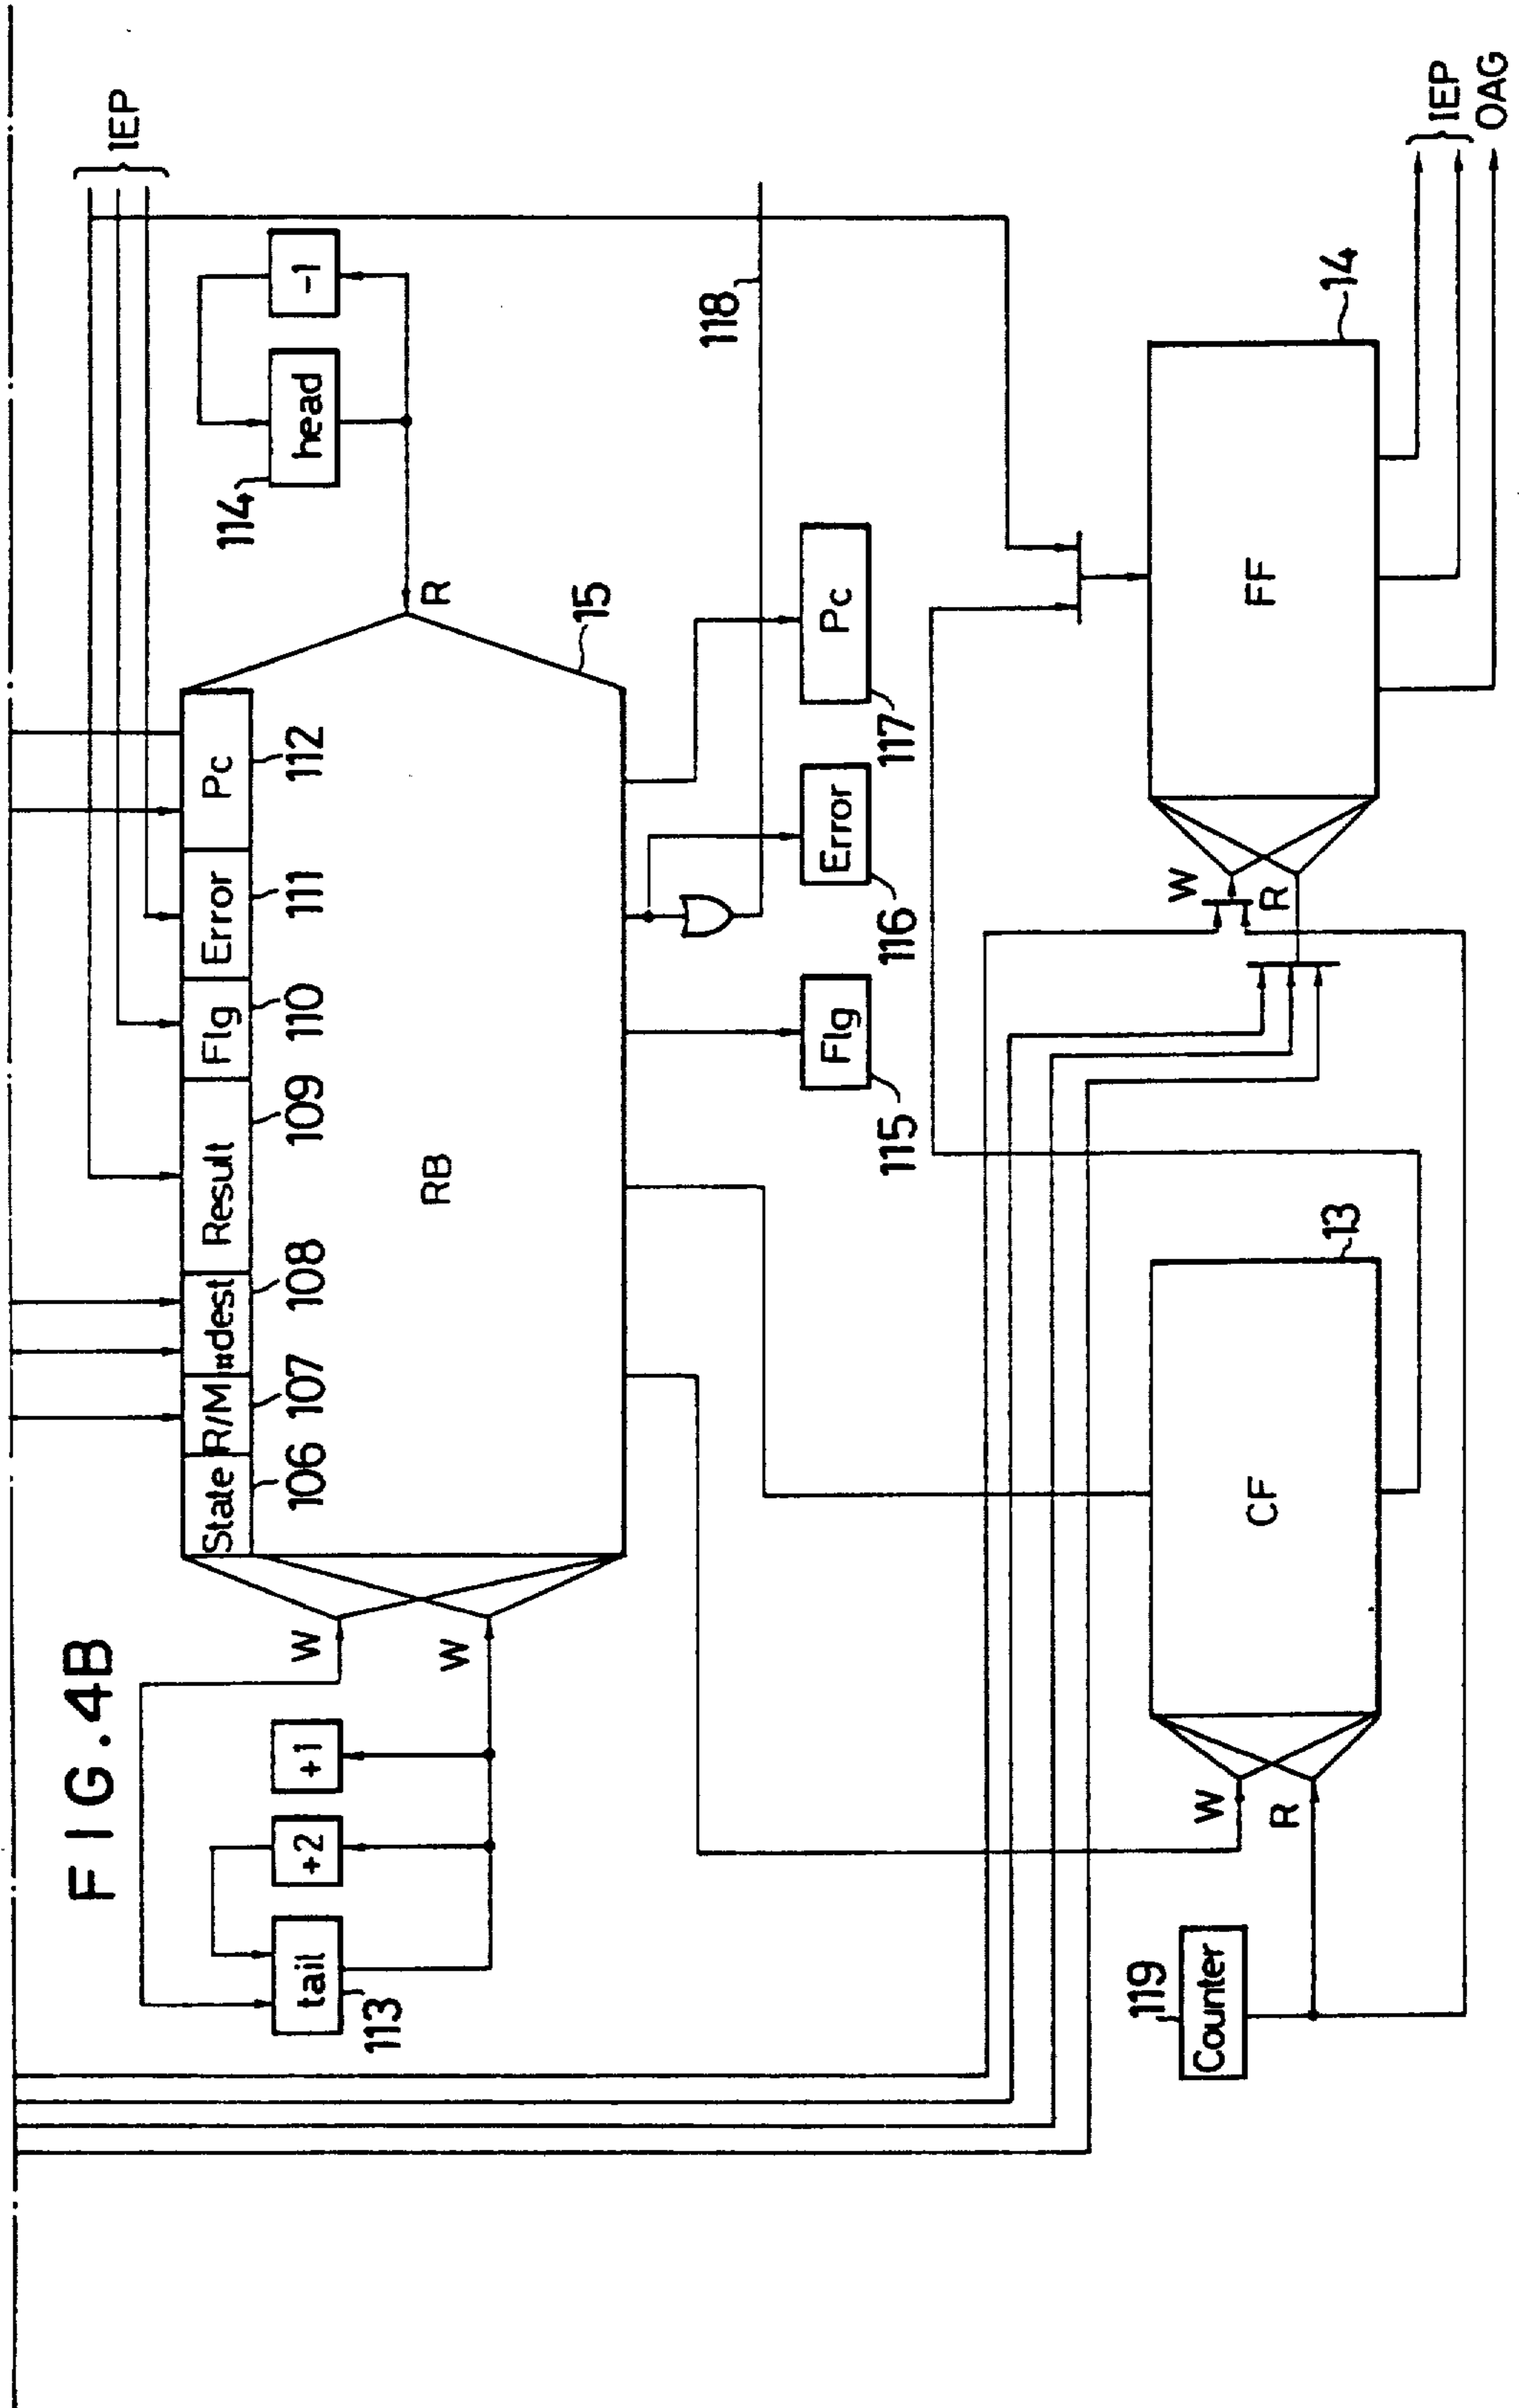 FIG.4B
IEP
tail
113
+2
+1
W
W
State
R/M
#dest
Result
Flg
Error
Pc
106
107
108
109
110
111
112
RB
15
R
114
head
-1
118
Flg
115
Error
116
Pc
117
119
Counter
W
R
CF
13
W
R
FF
14
IEP
OAG